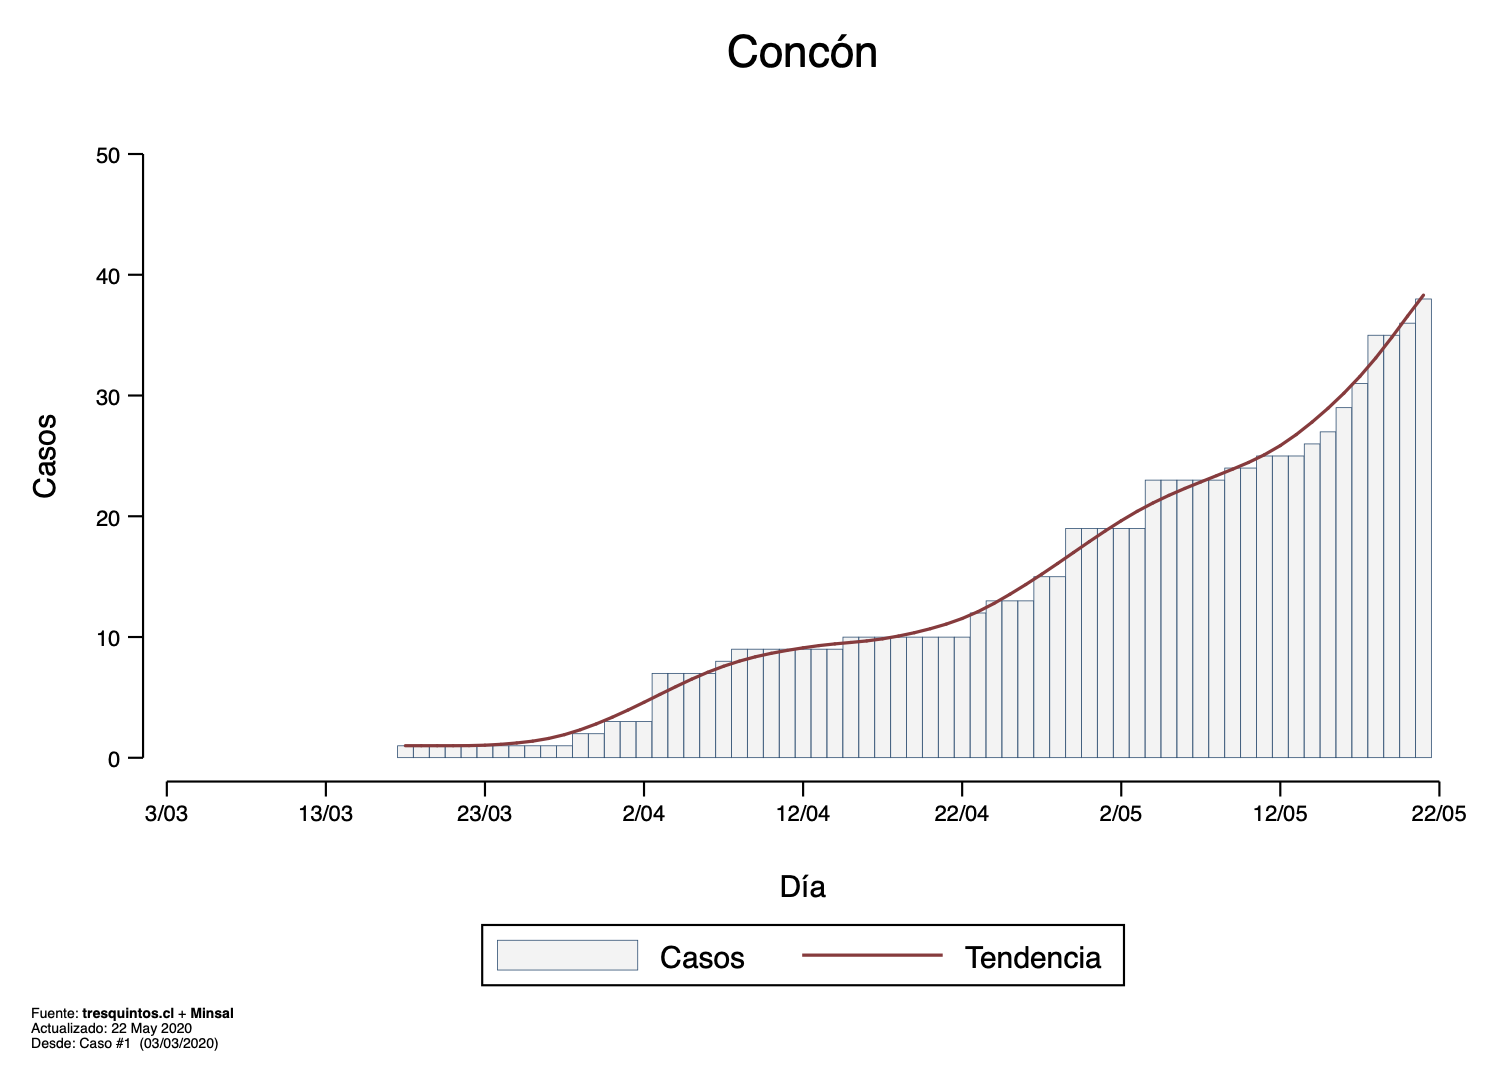 Concón
50
40
30
20
10
0
Casos
3/03 13/03 23/03 2/04 12/04 22/04 2/05 12/05 22/05
Día
Casos Tendencia
Fuente: tresquintos.cl + Minsal
Actualizado: 22 May 2020
Desde: Caso #1 (03/03/2020)